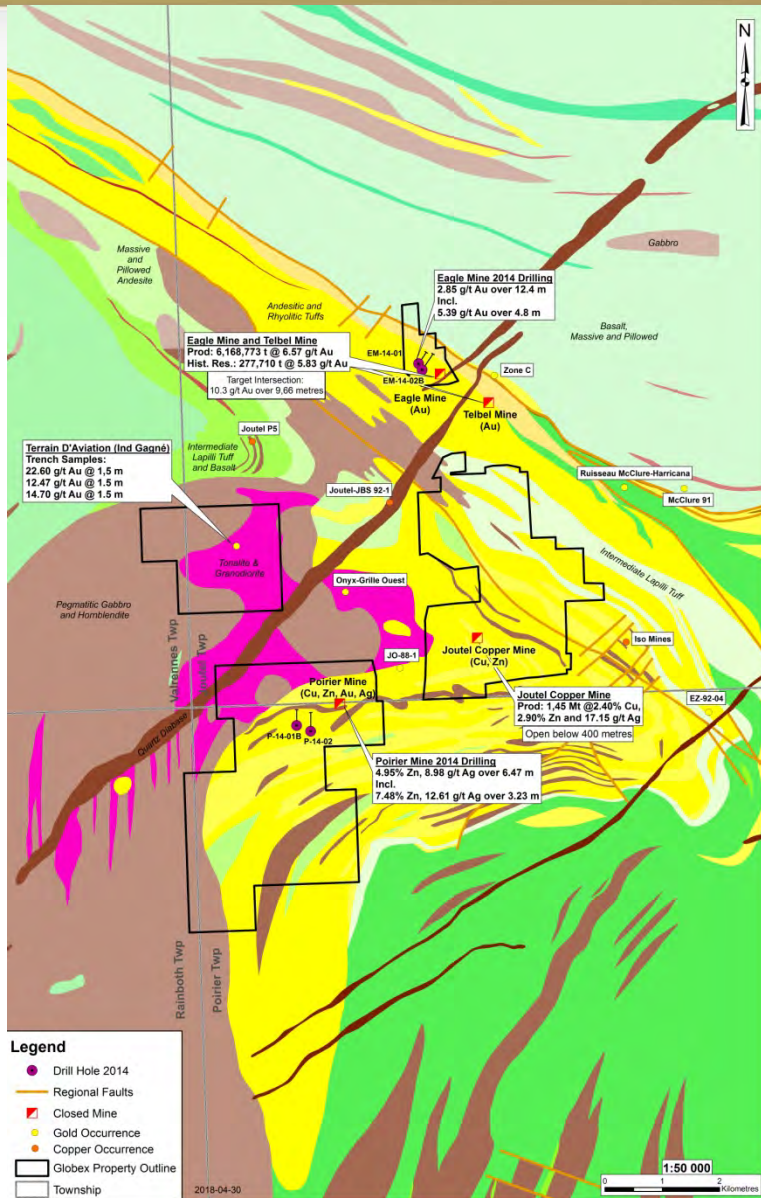 N
Massive
and
Pillowed
Andesite
Gabbro
Andesitic and
Rhyolitic Tuffs
Eagle Mine 2014 Drilling
2.85 g/t Au over 12.4 m
Incl.
5.39 g/t Au over 4.8 m
Basalt,
Massive and Pillowed
Eagle Mine and Telbel Mine
Prod: 6,168,773 t @ 6.57 g/t Au
Hist. Res.: 277,710 t @ 5.83 g/t Au
Target Intersection:
10.3 g/t Au over 9,66 metres
EM-14-01
EM-14-02B
Eagle Mine
(Au)
Zone C
Telbel Mine
(Au)
Joutel P5
Intermediate
Lapilli Tuff
and Basalt
Terrain D'Aviation (Ind Gagné)
Trench Samples:
22.60 g/t Au @ 1,5 m
12.47 g/t Au @ 1.5 m
14.70 g/t Au @ 1.5 m
Ruisseau McClure-Harricana
McClure 91
Joutel-JBS 92-1
Tonalite &
Granodiorite
Intermediate Lapilli Tuff
Onyx-Grille Ouest
Pegmatitic Gabbro
and Hornblendite
Valrennes Twp
Joutel Twp
Joutel Copper Mine
(Cu, Zn)
Iso Mines
JO-88-1
Poirier Mine
(Cu, Zn, Au, Ag)
Joutel Copper Mine
Prod: 1,45 Mt @2.40% Cu,
2.90% Zn and 17.15 g/t Ag
Open below 400 metres
EZ-92-04
P-14-01B
P-14-02
Quartz Diabase
Poirier Mine 2014 Drilling
4.95% Zn, 8.98 g/t Ag over 6.47 m
Incl.
7.48% Zn, 12.61 g/t Ag over 3.23 m
Rainboth Twp
Poirier Twp
Legend
Drill Hole 2014
Regional Faults
Closed Mine
Gold Occurrence
Copper Occurrence
Globex Property Outline
Township
2018-04-30
1:50 000
0 1 2
Kilometres